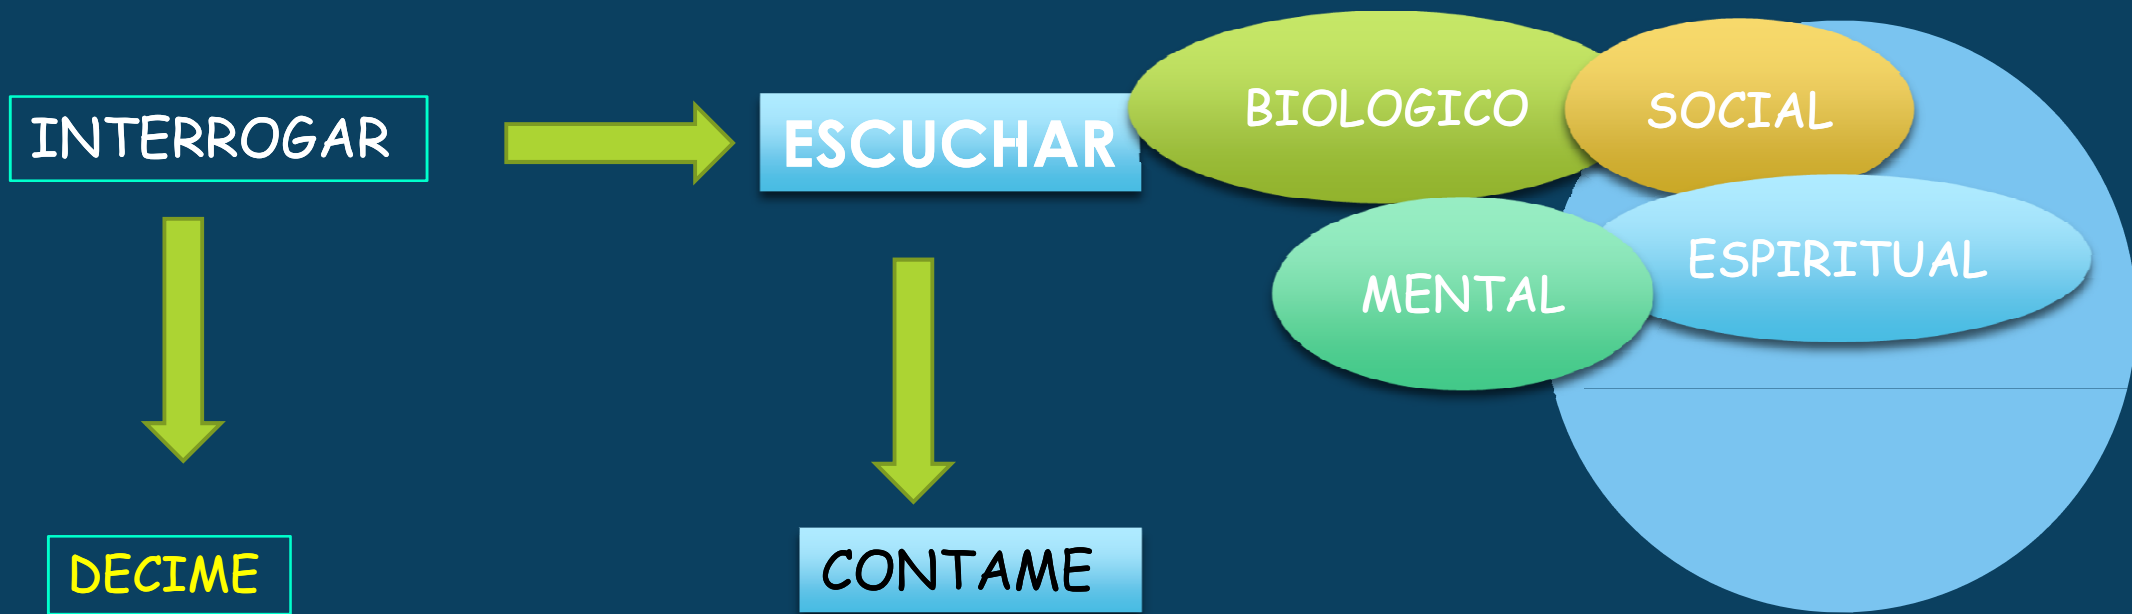 INTERROGAR
ESCUCHAR
BIOLOGICO
SOCIAL
MENTAL
ESPIRITUAL
DECIME
CONTAME